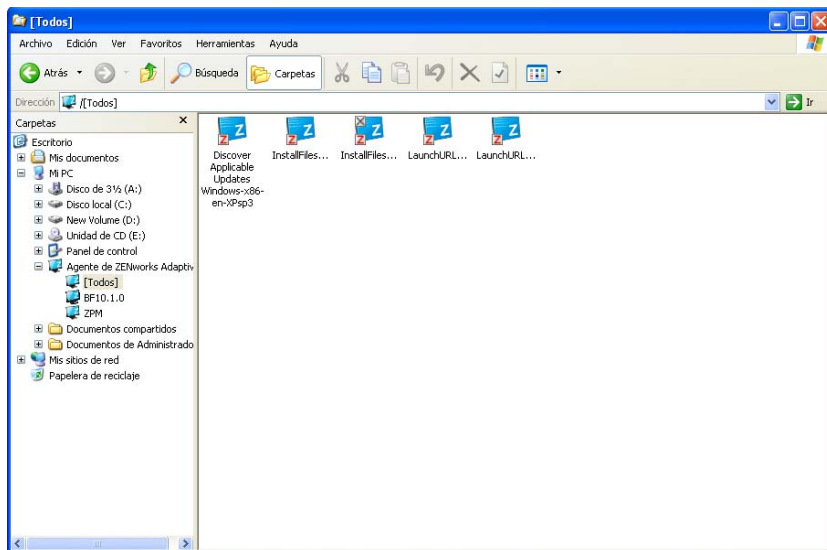 [Todos]
Archivo Edición Ver Favoritos Herramientas Ayuda
Atrás Búsqueda Carpetas
Dirección /[Todos] Ir
Carpetas
Escritorio
Mis documentos
Mi PC
Disco de 3½ (A:)
Disco local (C:)
New Volume (D:)
Unidad de CD (E:)
Panel de control
Agente de ZENworks Adaptiv
[Todos]
BF10.1.0
ZPM
Documentos compartidos
Documentos de Administrado
Mis sitios de red
Papelera de reciclaje
Discover
Applicable
Updates
Windows-x86-
en-XPsp3
InstallFiles...
InstallFiles...
LaunchURL...
LaunchURL...